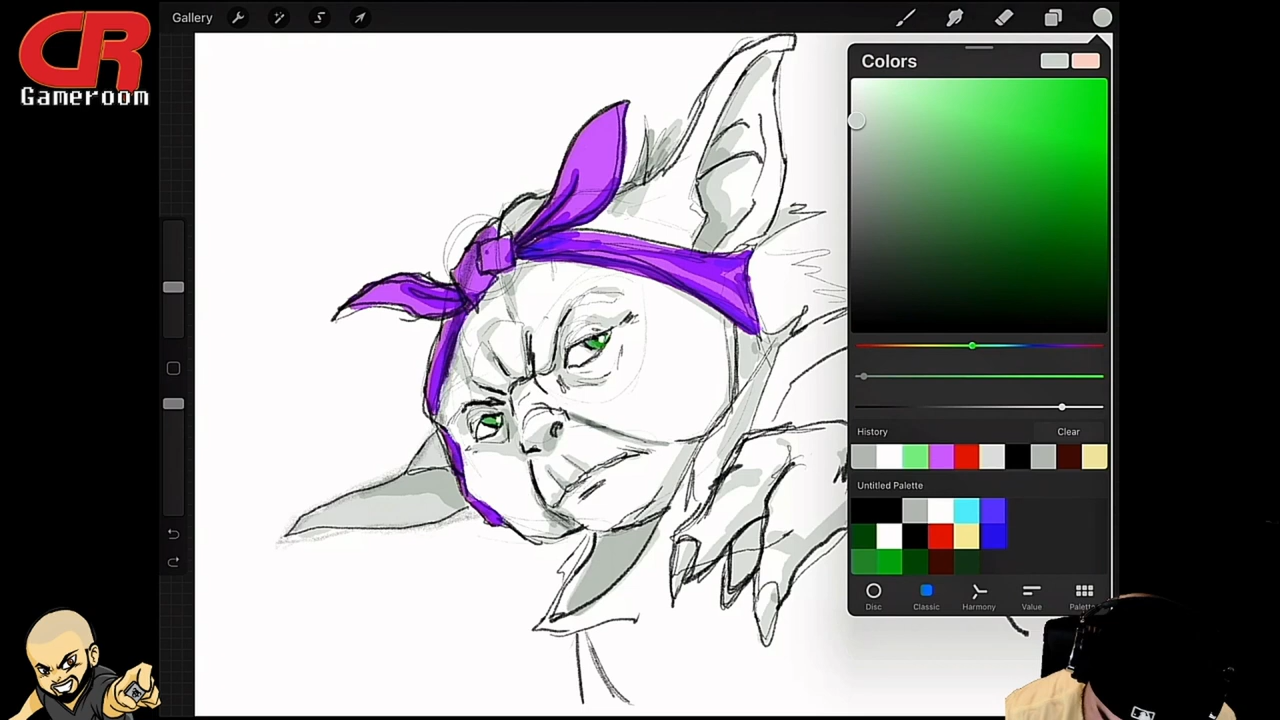 CR
Gameroom
Gallery
Colors
History
Clear
Untitled Palette
Disc
Classic
Harmony
Value